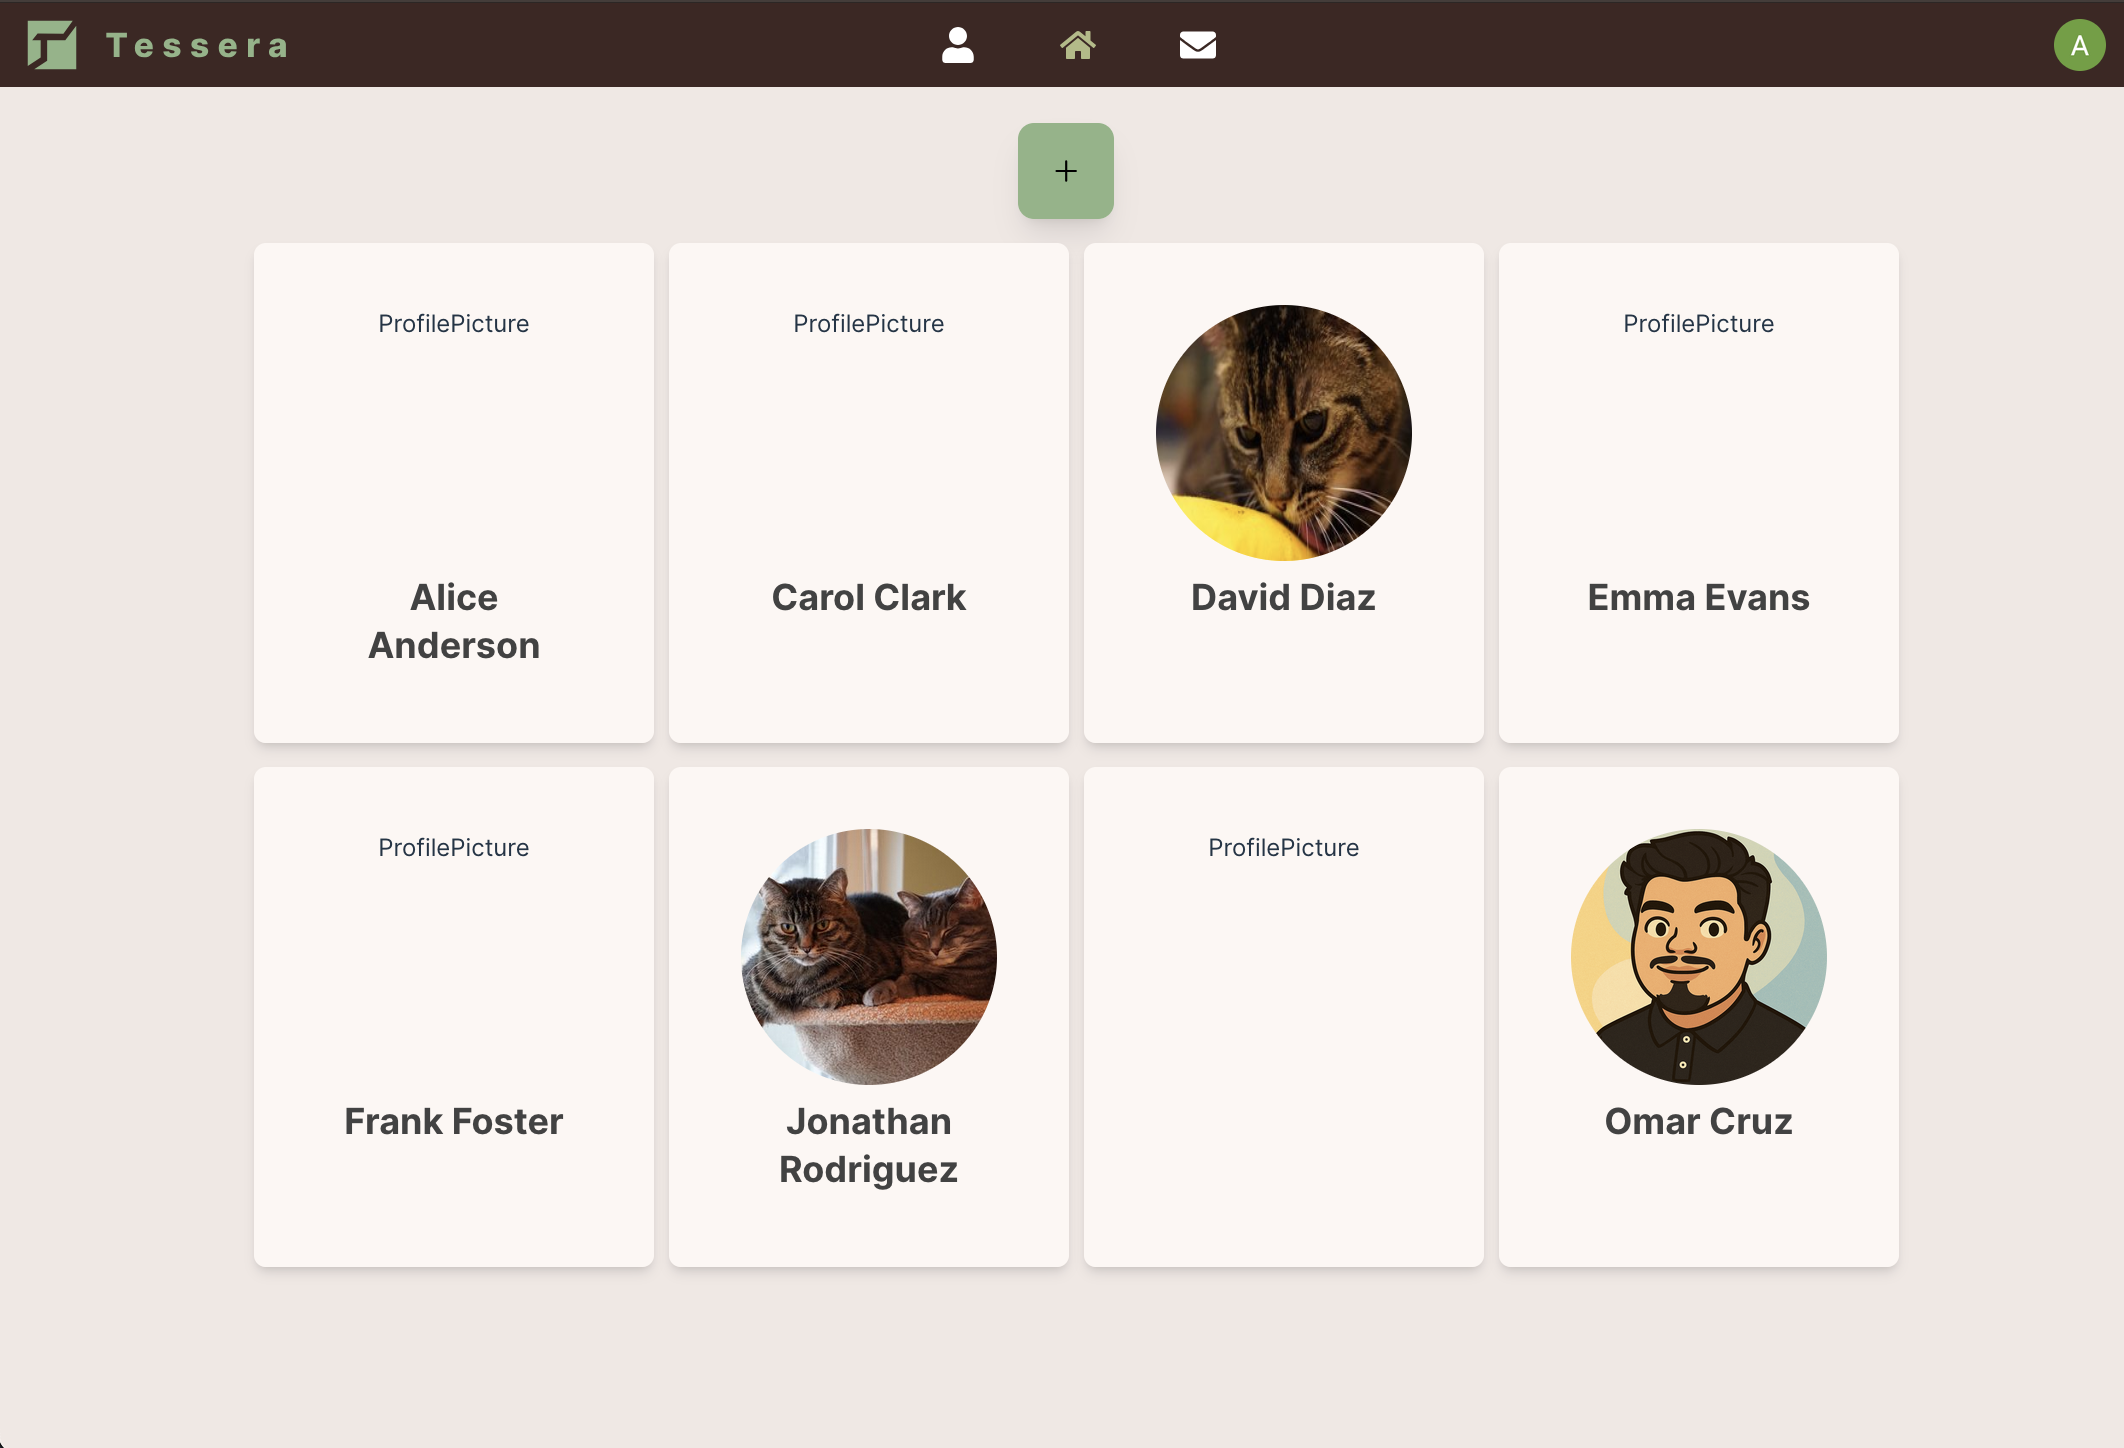 Tessera
A
+
ProfilePicture
ProfilePicture
ProfilePicture
Alice
Anderson
Carol Clark
David Diaz
Emma Evans
ProfilePicture
ProfilePicture
Frank Foster
Jonathan
Rodriguez
Omar Cruz